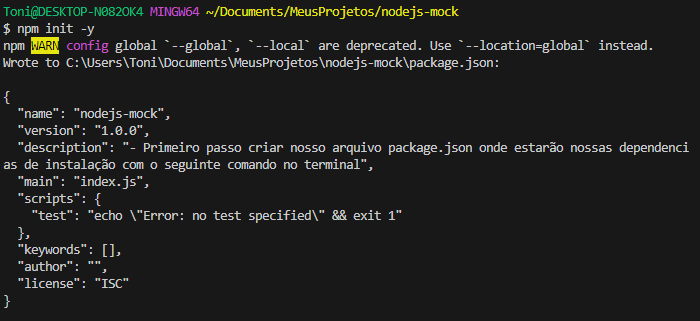 Toni@DESKTOP-N082OK4 MINGW64 ~/Documents/MeusProjetos/nodejs-mock
$ npm init -y
npm WARN config global `--global`, `--local` are deprecated. Use `--location=global` instead.
Wrote to C:\Users\Toni\Documents\MeusProjetos\nodejs-mock\package.json:

{
  "name": "nodejs-mock",
  "version": "1.0.0",
  "description": "- Primeiro passo criar nosso arquivo package.json onde estarão nossas dependenci
as de instalação com o seguinte comando no terminal",
  "main": "index.js",
  "scripts": {
    "test": "echo \"Error: no test specified\" && exit 1"
  },
  "keywords": [],
  "author": "",
  "license": "ISC"
}